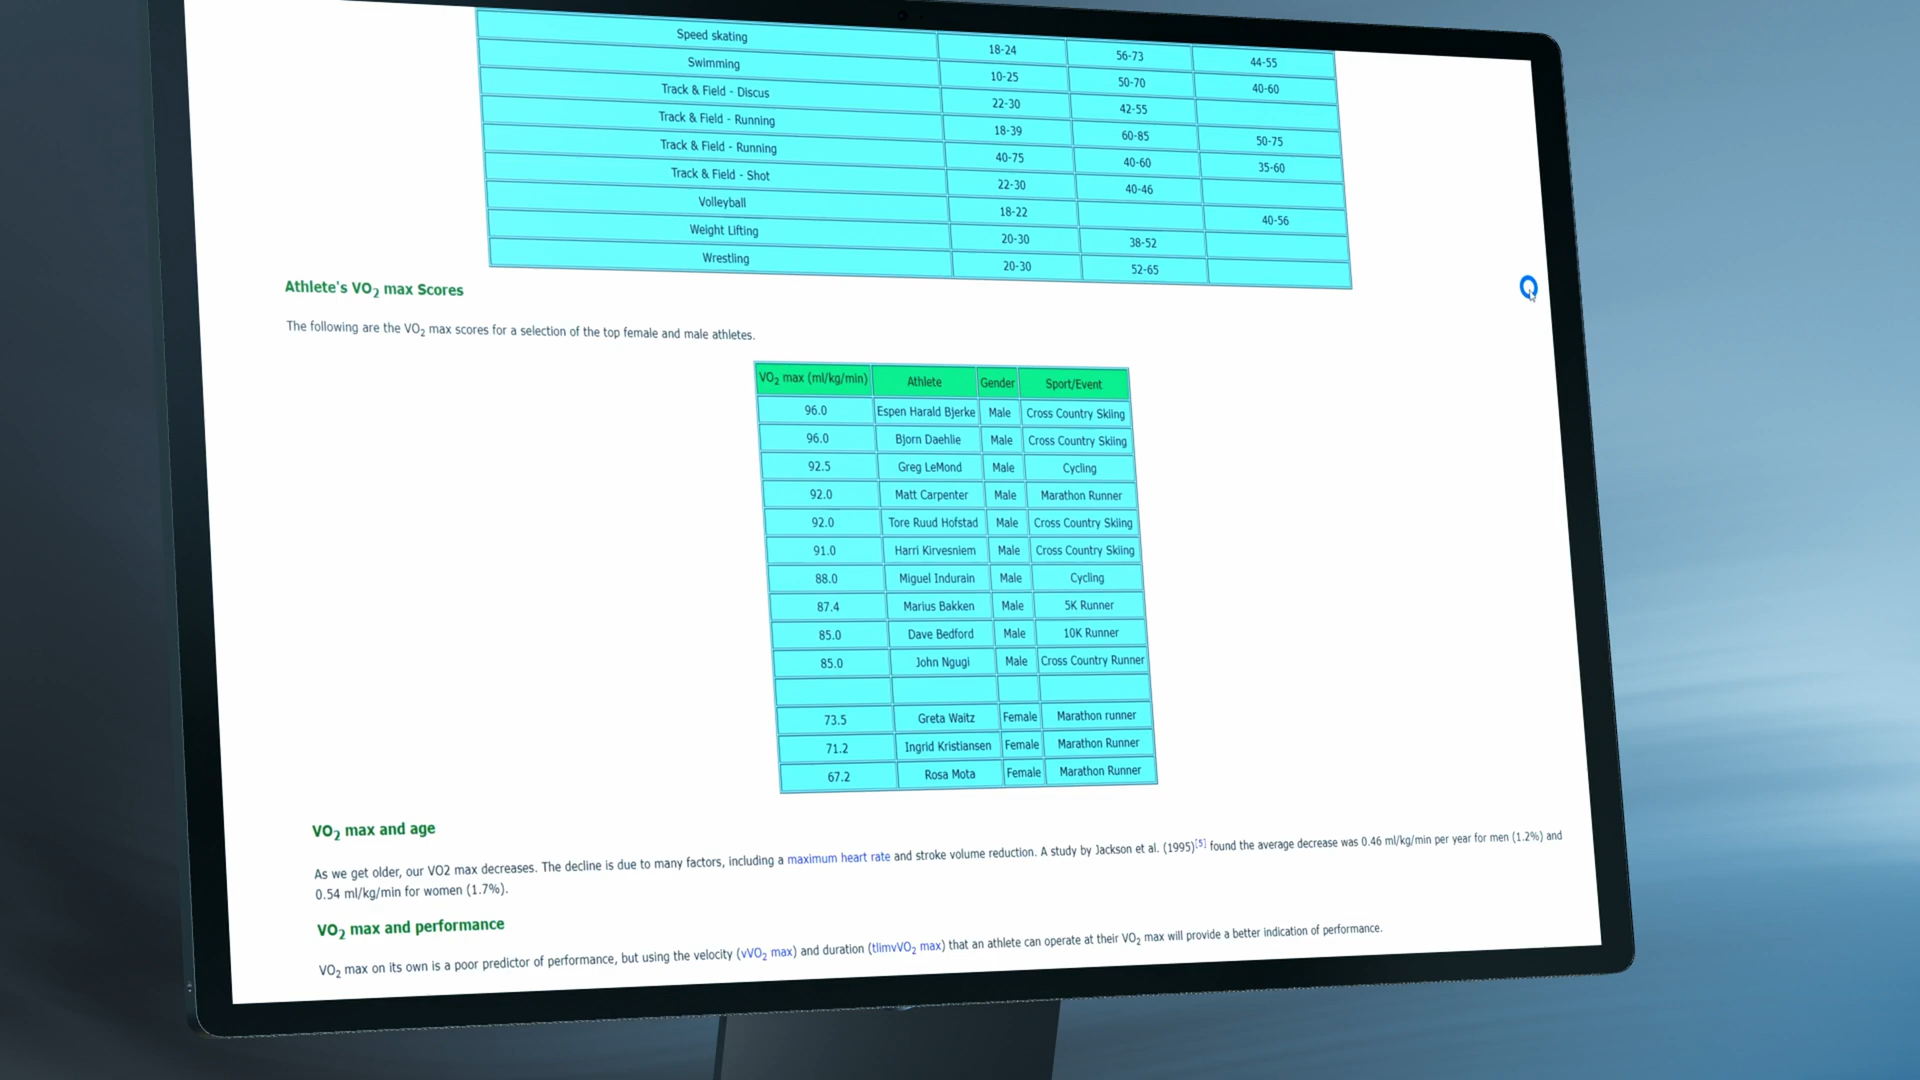 Speed skating 18-24 56-73 44-55
Swimming 10-25 50-70 40-60
Track & Field - Discus 22-30 42-55
Track & Field - Running 18-39 60-85 50-75
Track & Field - Running 40-75 40-60 35-60
Track & Field - Shot 22-30 40-46
Volleyball 18-22 40-56
Weight Lifting 20-30 38-52
Wrestling 20-30 52-65
Athlete's VO2 max Scores
The following are the VO2 max scores for a selection of the top female and male athletes.
VO2 max (ml/kg/min) Athlete Gender Sport/Event
96.0 Espen Harald Bjerke Male Cross Country Skiing
96.0 Bjorn Daehlie Male Cross Country Skiing
92.5 Greg LeMond Male Cycling
92.0 Matt Carpenter Male Marathon Runner
92.0 Tore Ruud Hofstad Male Cross Country Skiing
91.0 Harri Kirvesniem Male Cross Country Skiing
88.0 Miguel Indurain Male Cycling
87.4 Marius Bakken Male 5K Runner
85.0 Dave Bedford Male 10K Runner
85.0 John Ngugi Male Cross Country Runner
73.5 Greta Waitz Female Marathon runner
71.2 Ingrid Kristiansen Female Marathon Runner
67.2 Rosa Mota Female Marathon Runner
VO2 max and age
As we get older, our VO2 max decreases. The decline is due to many factors, including a maximum heart rate and stroke volume reduction. A study by Jackson et al. (1995)[5] found the average decrease was 0.46 ml/kg/min per year for men (1.2%) and
0.54 ml/kg/min for women (1.7%).
VO2 max and performance
VO2 max on its own is a poor predictor of performance, but using the velocity (vVO2 max) and duration (tlimvVO2 max) that an athlete can operate at their VO2 max will provide a better indication of performance.